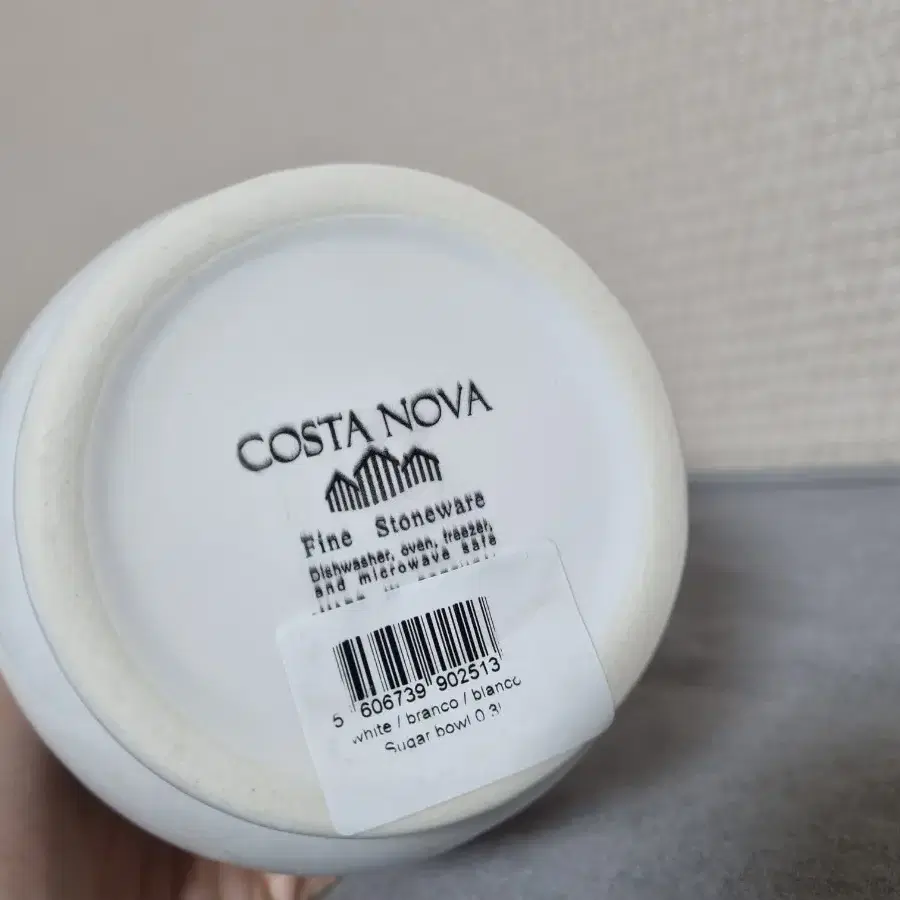 COSTA NOVA
Fine Stoneware
Dishwasher, oven, freezer,
and microwave safe
5 606739 902513
white / branco / blanco
Sugar bowl